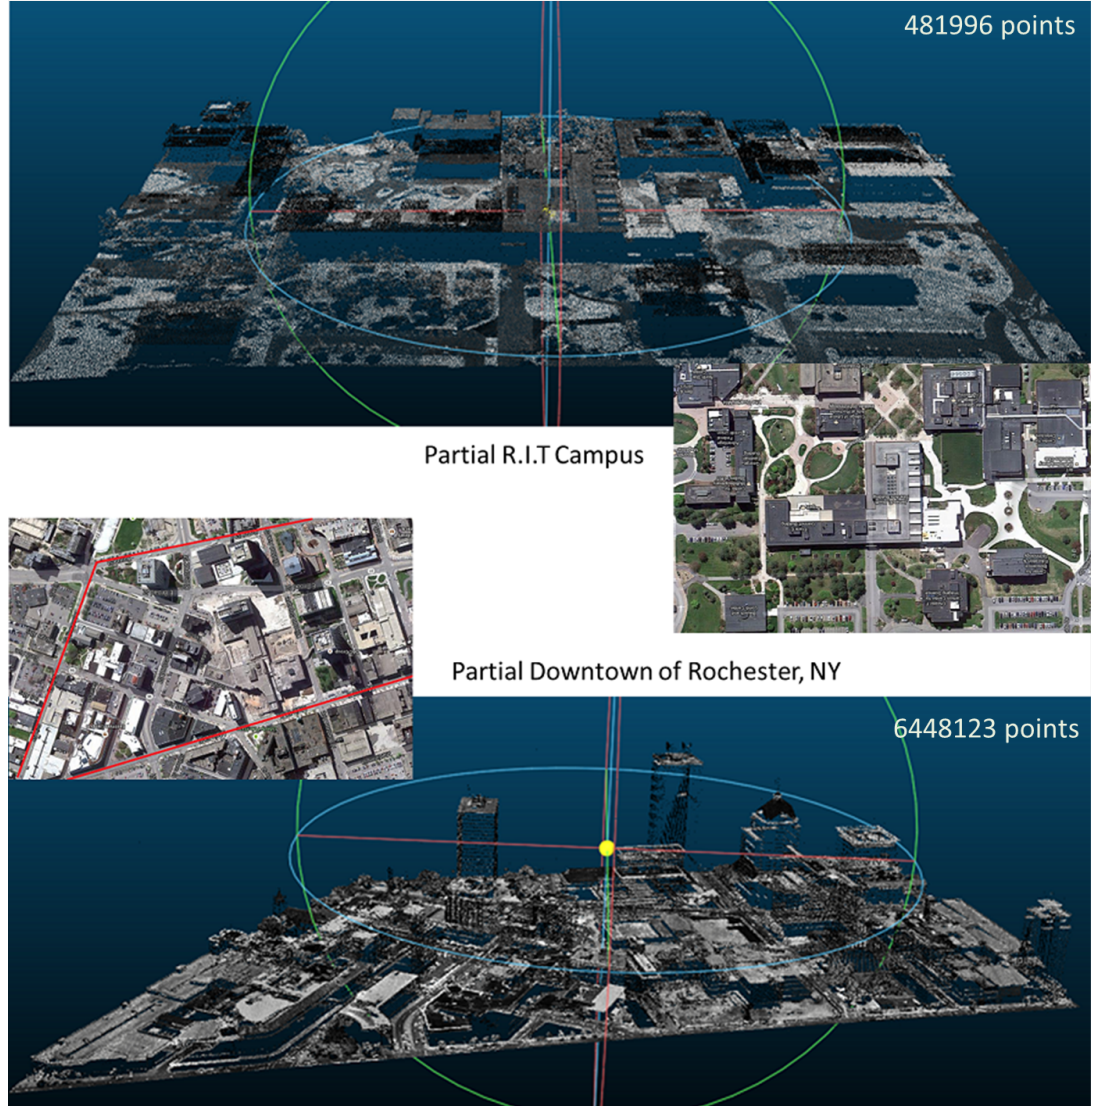 481996 points
Partial R.I.T Campus
Partial Downtown of Rochester, NY
6448123 points